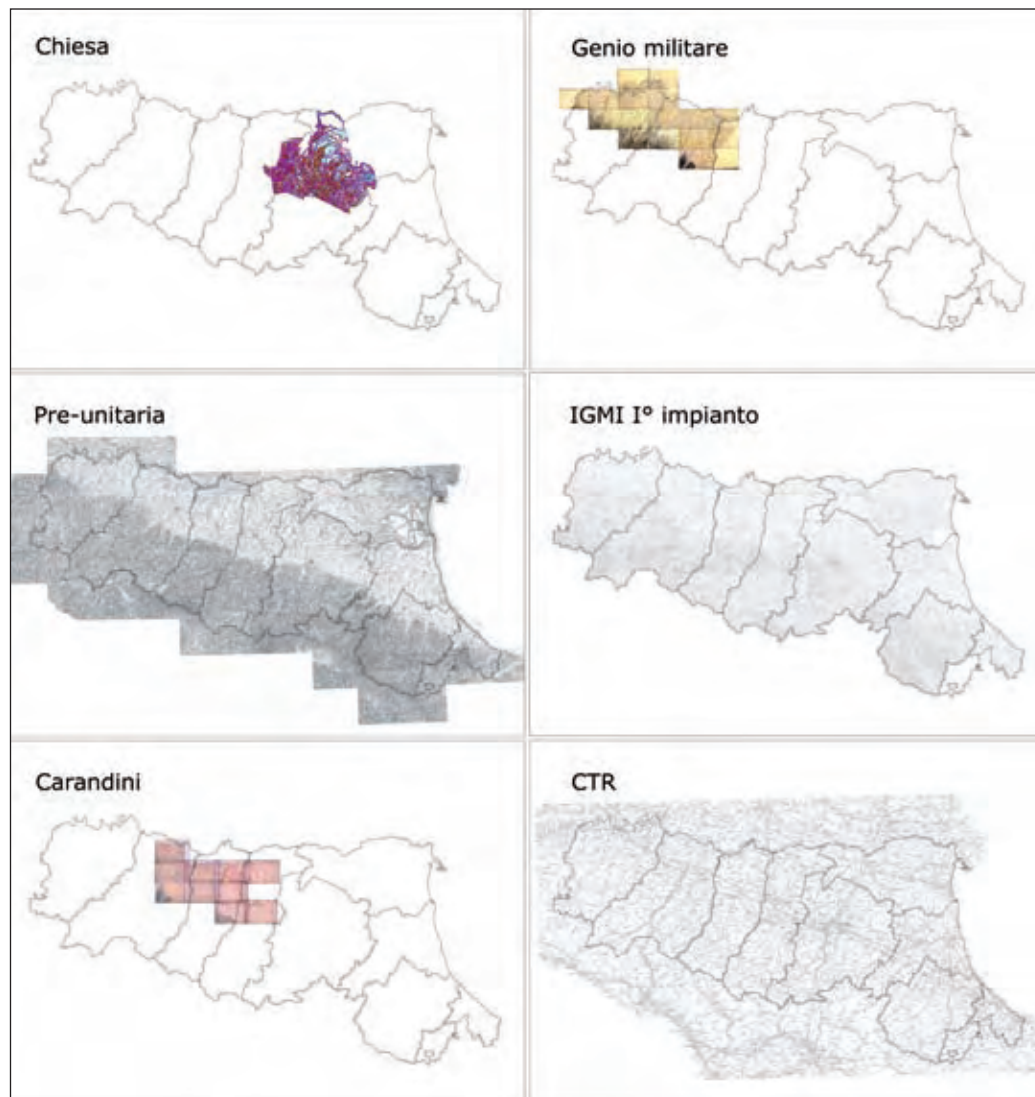 Chiesa
Genio militare
Pre-unitaria
IGMI I° impianto
Carandini
CTR